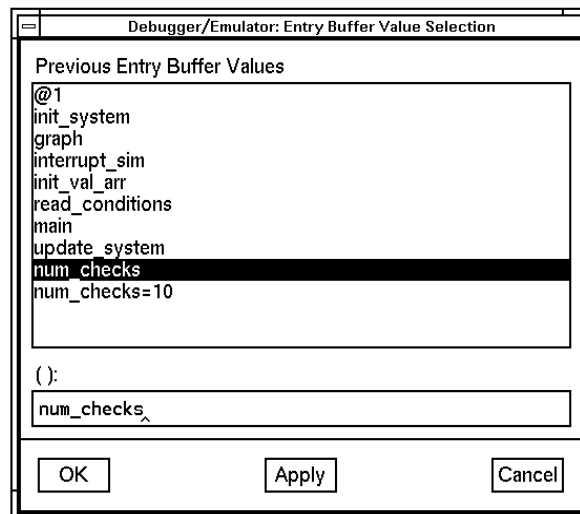 Debugger/Emulator: Entry Buffer Value Selection
Previous Entry Buffer Values
@1
init_system
graph
interrupt_sim
init_val_arr
read_conditions
main
update_system
num_checks
num_checks=10
( ):
num_checks
OK Apply Cancel